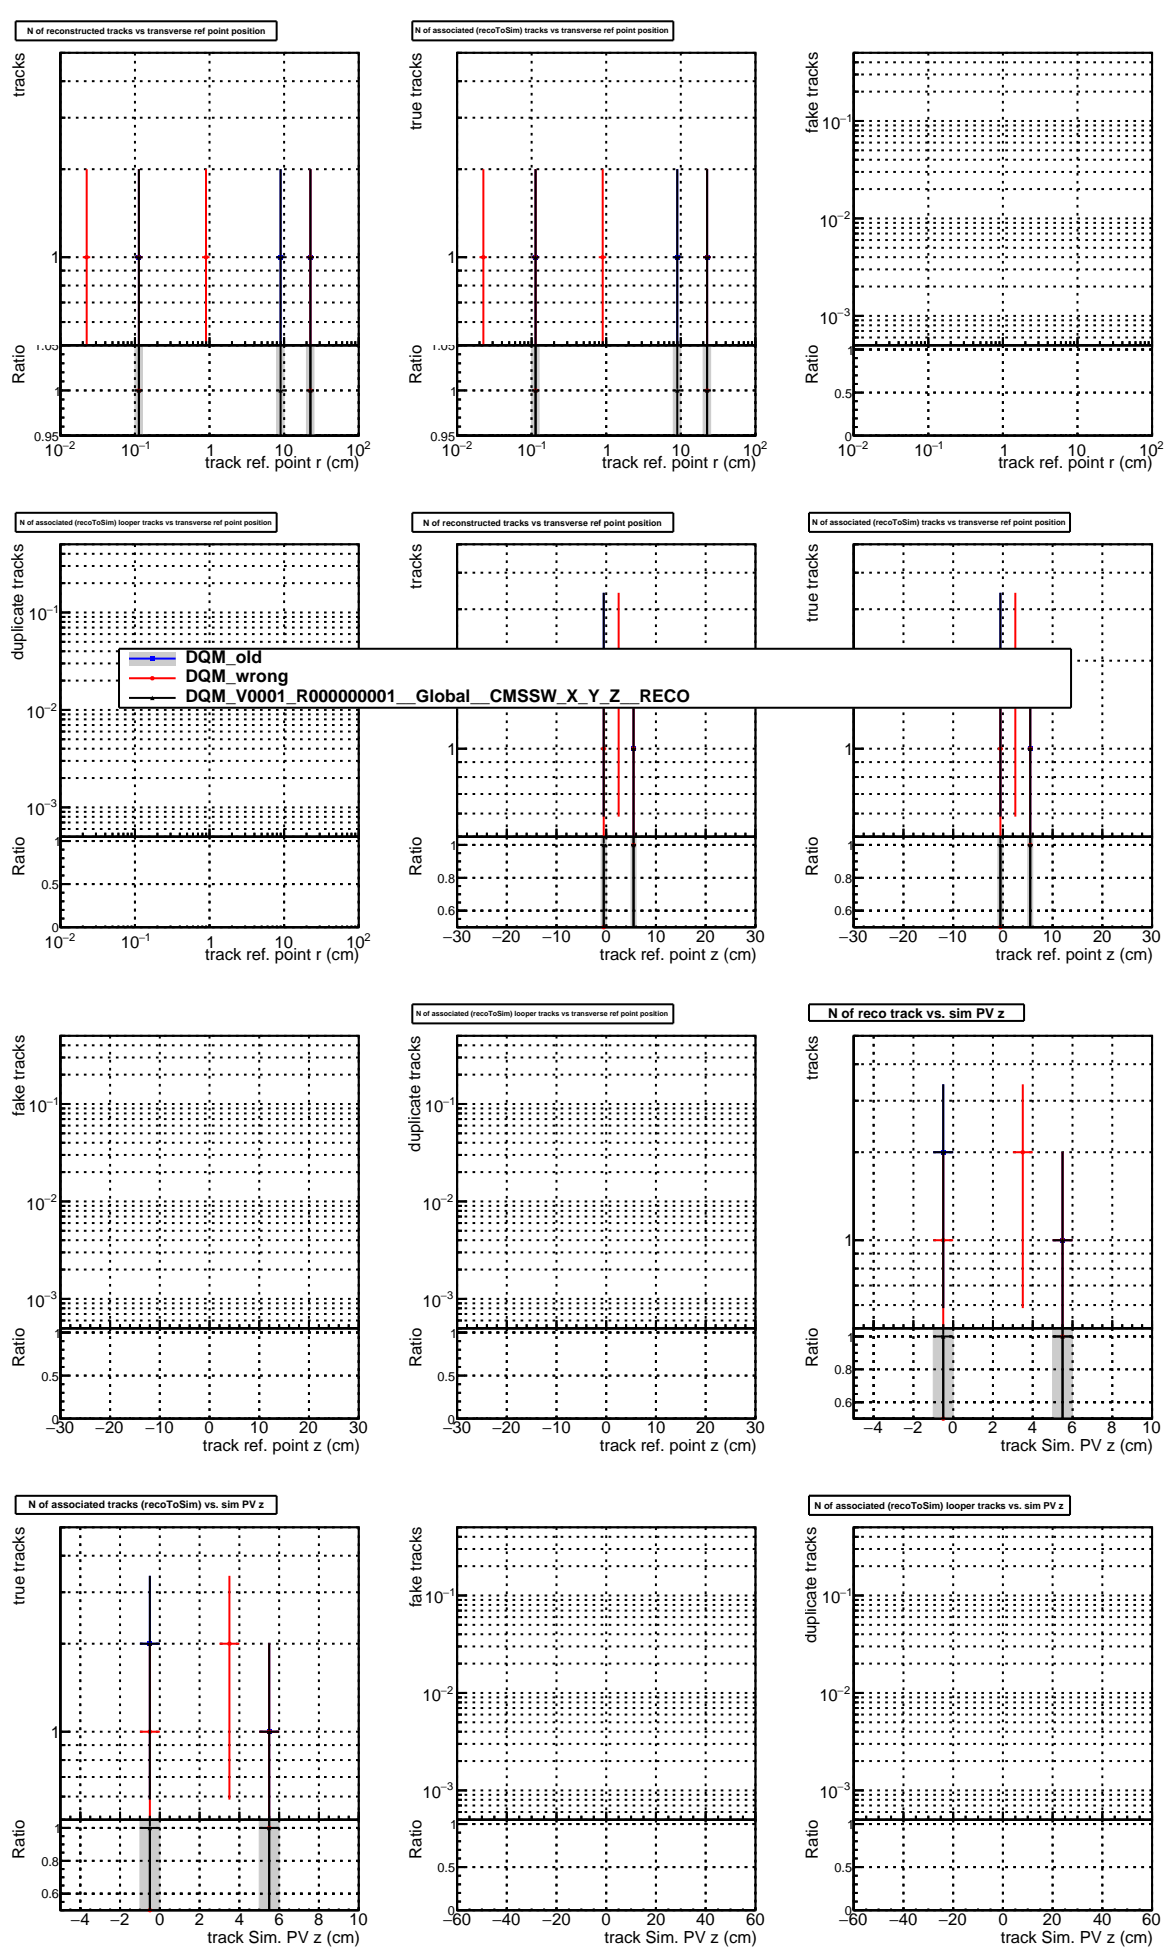 N of reconstructed tracks vs transverse ref point position
tracks
1
1.05
Ratio
1
0.95
10−2 10−1 1 10 102
track ref. point r (cm)
N of associated (recoToSim) tracks vs transverse ref point position
true tracks
1
1.05
Ratio
1
0.95
10−2 10−1 1 10 102
track ref. point r (cm)
fake tracks
10−1
10−2
10−3
Ratio
1
0.5
0
10−2 10−1 1 10 102
track ref. point r (cm)
N of associated (recoToSim) looper tracks vs transverse ref point position
duplicate tracks
10−1
10−2
10−3
Ratio
1
0.5
0
10−2 10−1 1 10 102
track ref. point r (cm)
N of reconstructed tracks vs transverse ref point position
tracks
1
Ratio
1
0.8
0.6
−30 −20 −10 0 10 20 30
track ref. point z (cm)
N of associated (recoToSim) tracks vs transverse ref point position
true tracks
1
Ratio
1
0.8
0.6
−30 −20 −10 0 10 20 30
track ref. point z (cm)
DQM_old
DQM_wrong
DQM_V0001_R000000001__Global__CMSSW_X_Y_Z__RECO
fake tracks
10−1
10−2
10−3
Ratio
1
0.5
0
−30 −20 −10 0 10 20 30
track ref. point z (cm)
N of associated (recoToSim) looper tracks vs transverse ref point position
duplicate tracks
10−1
10−2
10−3
Ratio
1
0.5
0
−30 −20 −10 0 10 20 30
track ref. point z (cm)
N of reco track vs. sim PV z
tracks
1
Ratio
1
0.8
0.6
−4 −2 0 2 4 6 8 10
track Sim. PV z (cm)
N of associated tracks (recoToSim) vs. sim PV z
true tracks
1
Ratio
1
0.8
0.6
−4 −2 0 2 4 6 8 10
track Sim. PV z (cm)
fake tracks
10−1
10−2
10−3
Ratio
1
0.5
0
−60 −40 −20 0 20 40 60
track Sim. PV z (cm)
N of associated (recoToSim) looper tracks vs. sim PV z
duplicate tracks
10−1
10−2
10−3
Ratio
1
0.5
0
−60 −40 −20 0 20 40 60
track Sim. PV z (cm)